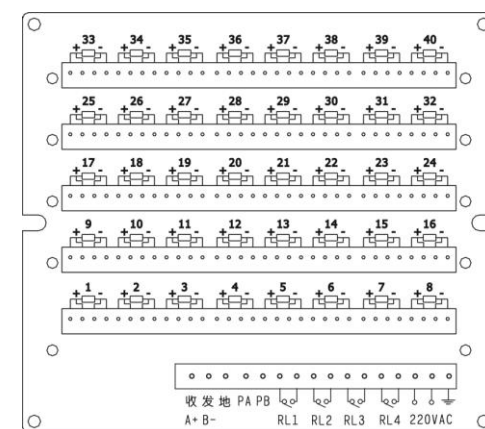 33 34 35 36 37 38 39 40
+ - + - + - + - + - + - + - + -
25 26 27 28 29 30 31 32
+ - + - + - + - + - + - + - + -
17 18 19 20 21 22 23 24
+ - + - + - + - + - + - + - + -
9 10 11 12 13 14 15 16
+ - + - + - + - + - + - + - + -
1 2 3 4 5 6 7 8
+ - + - + - + - + - + - + - + -
收 发 地 PA PB
A+ B- RL1 RL2 RL3 RL4 220VAC